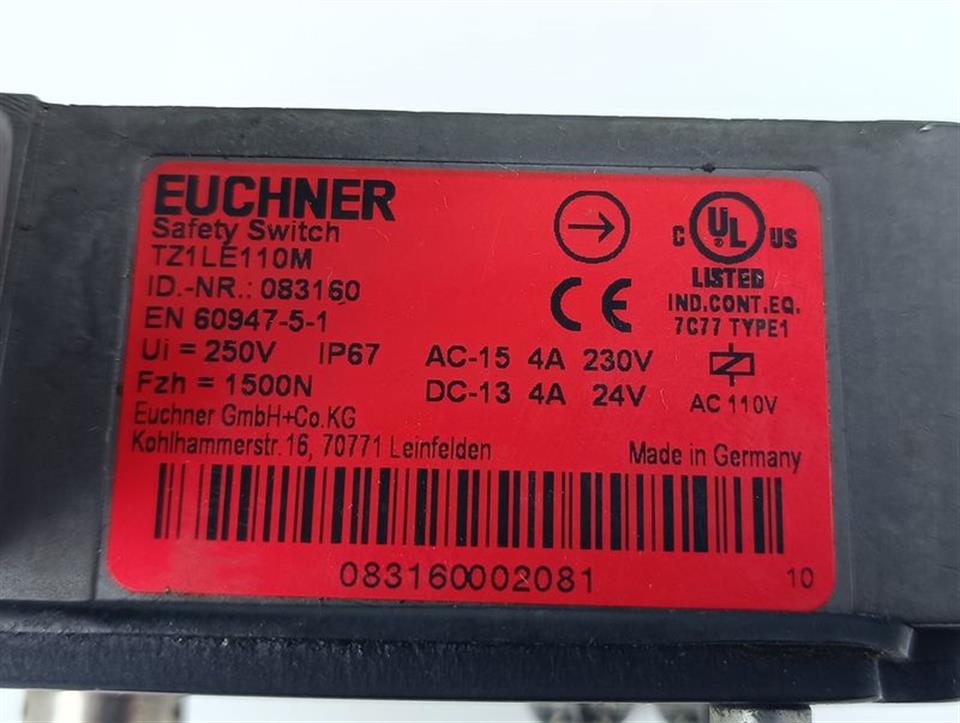 EUCHNER
Safety Switch
TZ1LE110M
ID.-NR.: 083160
EN 60947-5-1
Ui = 250V IP67 AC-15 4A 230V
Fzh = 1500N DC-13 4A 24V
Euchner GmbH+Co.KG
Kohlhammerstr. 16, 70771 Leinfelden
CE
C UL ® US
LISTED
IND.CONT.EQ.
7C77 TYPE1
AC 110V
Made in Germany
083160002081
10